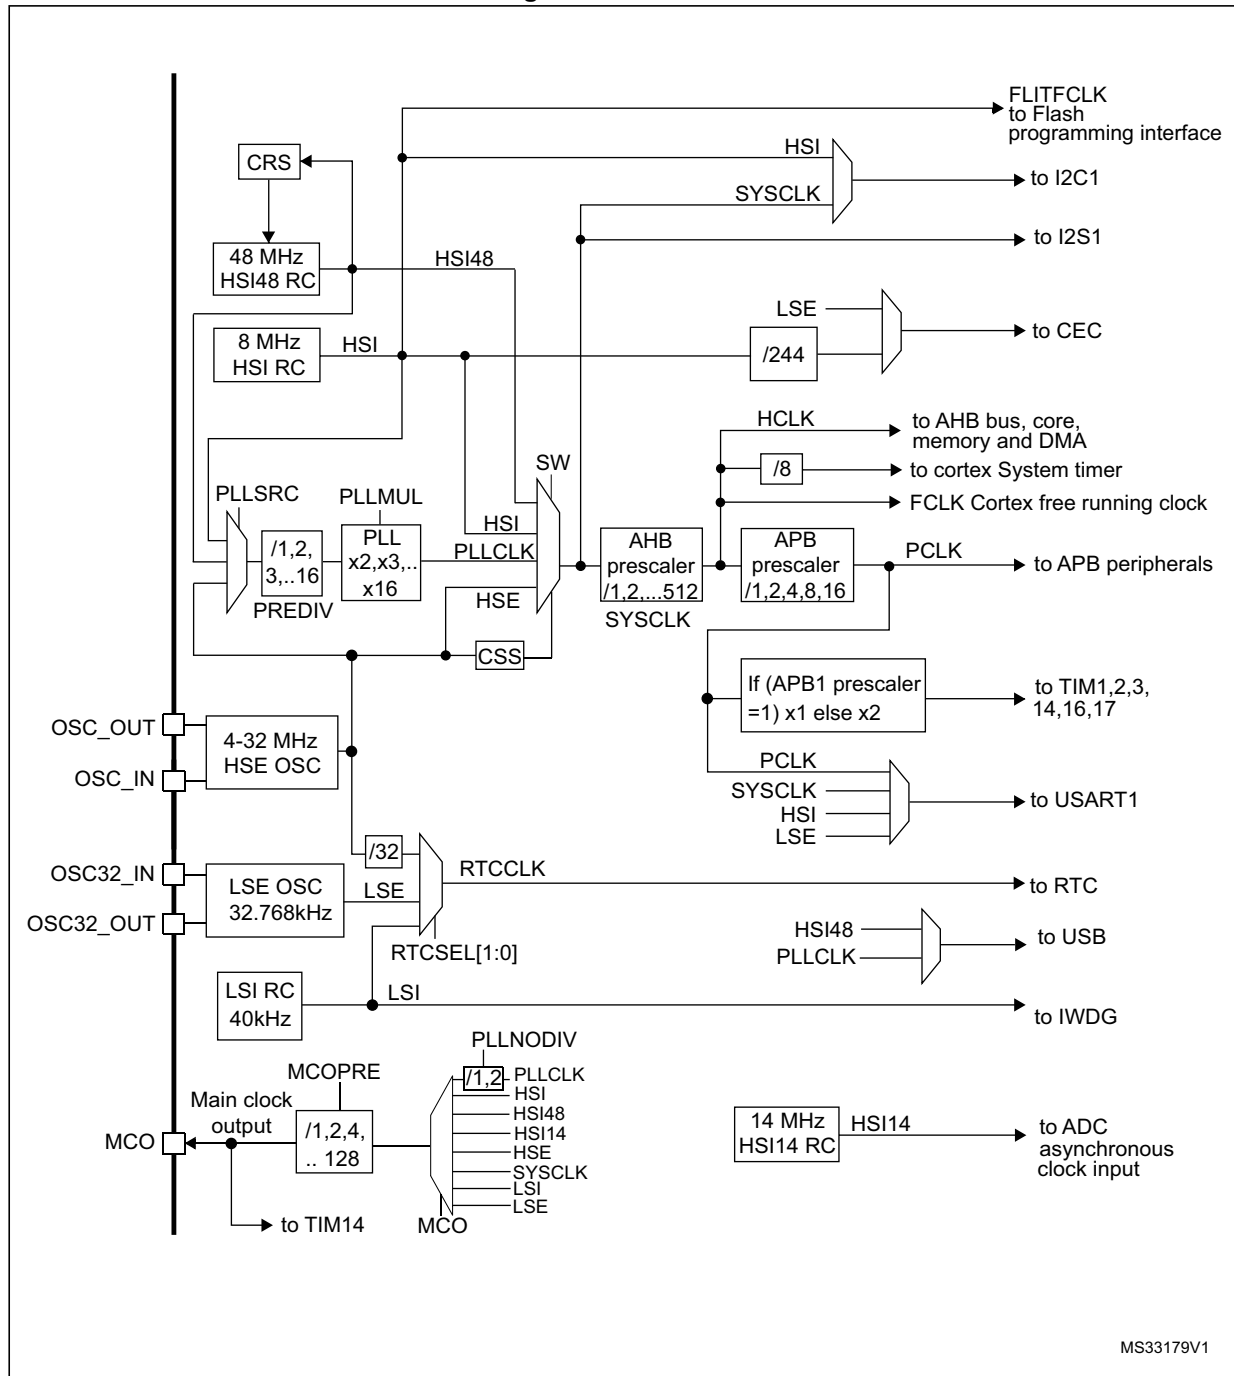 FLITFCLK
to Flash
programming interface
HSI
CRS
to I2C1
SYSCLK
to I2S1
48 MHz
HSI48 RC
HSI48
LSE
to CEC
8 MHz
HSI RC
HSI
/244
HCLK
to AHB bus, core,
memory and DMA
SW
/8
to cortex System timer
PLLSRC
PLLMUL
FCLK Cortex free running clock
HSI
/1,2,
3,..16
PREDIV
PLL
x2,x3,..
x16
PLLCLK
AHB
prescaler
/1,2,...512
SYSCLK
APB
prescaler
/1,2,4,8,16
PCLK
to APB peripherals
HSE
CSS
If (APB1 prescaler
=1) x1 else x2
to TIM1,2,3,
14,16,17
OSC_OUT
4-32 MHz
HSE OSC
OSC_IN
PCLK
SYSCLK
HSI
LSE
to USART1
/32
OSC32_IN
LSE OSC
32.768kHz
LSE
RTCCLK
to RTC
OSC32_OUT
RTCSEL[1:0]
HSI48
PLLCLK
to USB
LSI RC
40kHz
LSI
to IWDG
PLLNODIV
MCOPRE
/1,2
PLLCLK
HSI
HSI48
HSI14
HSE
SYSCLK
LSI
LSE
Main clock
output
MCO
/1,2,4,
.. 128
14 MHz
HSI14 RC
HSI14
to ADC
asynchronous
clock input
to TIM14
MCO
MS33179V1